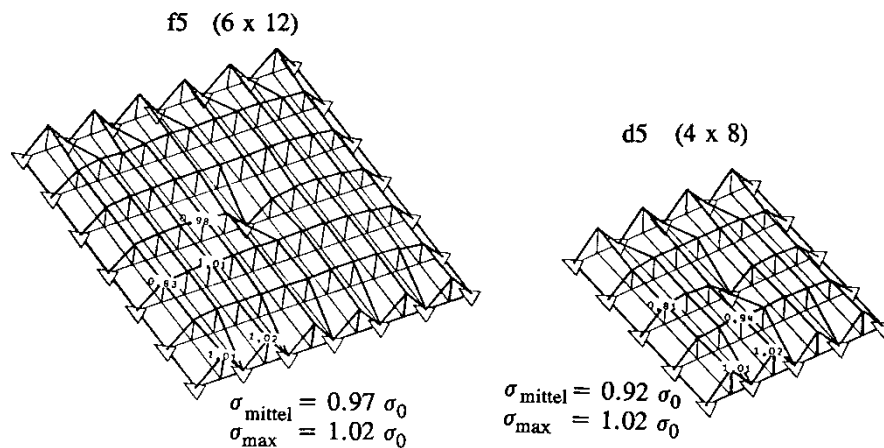 f5 (6 x 12)
0.98
1.01
0.83
1.02
1.01
σmittel = 0.97 σ0
σmax = 1.02 σ0
d5 (4 x 8)
0.81
0.94
1.02
1.01
σmittel = 0.92 σ0
σmax = 1.02 σ0